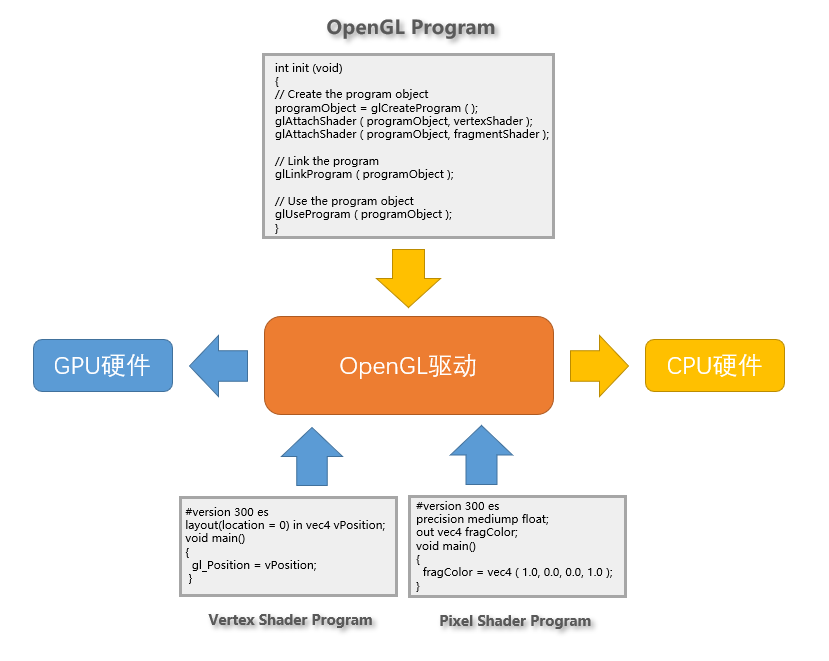 OpenGL Program
int init (void)
{
// Create the program object
programObject = glCreateProgram ( );
glAttachShader ( programObject, vertexShader );
glAttachShader ( programObject, fragmentShader );
// Link the program
glLinkProgram ( programObject );
// Use the program object
glUseProgram ( programObject );
}
GPU硬件
OpenGL驱动
CPU硬件
#version 300 es
layout(location = 0) in vec4 vPosition;
void main()
{
gl_Position = vPosition;
}
Vertex Shader Program
#version 300 es
precision mediump float;
out vec4 fragColor;
void main()
{
fragColor = vec4 ( 1.0, 0.0, 0.0, 1.0 );
}
Pixel Shader Program